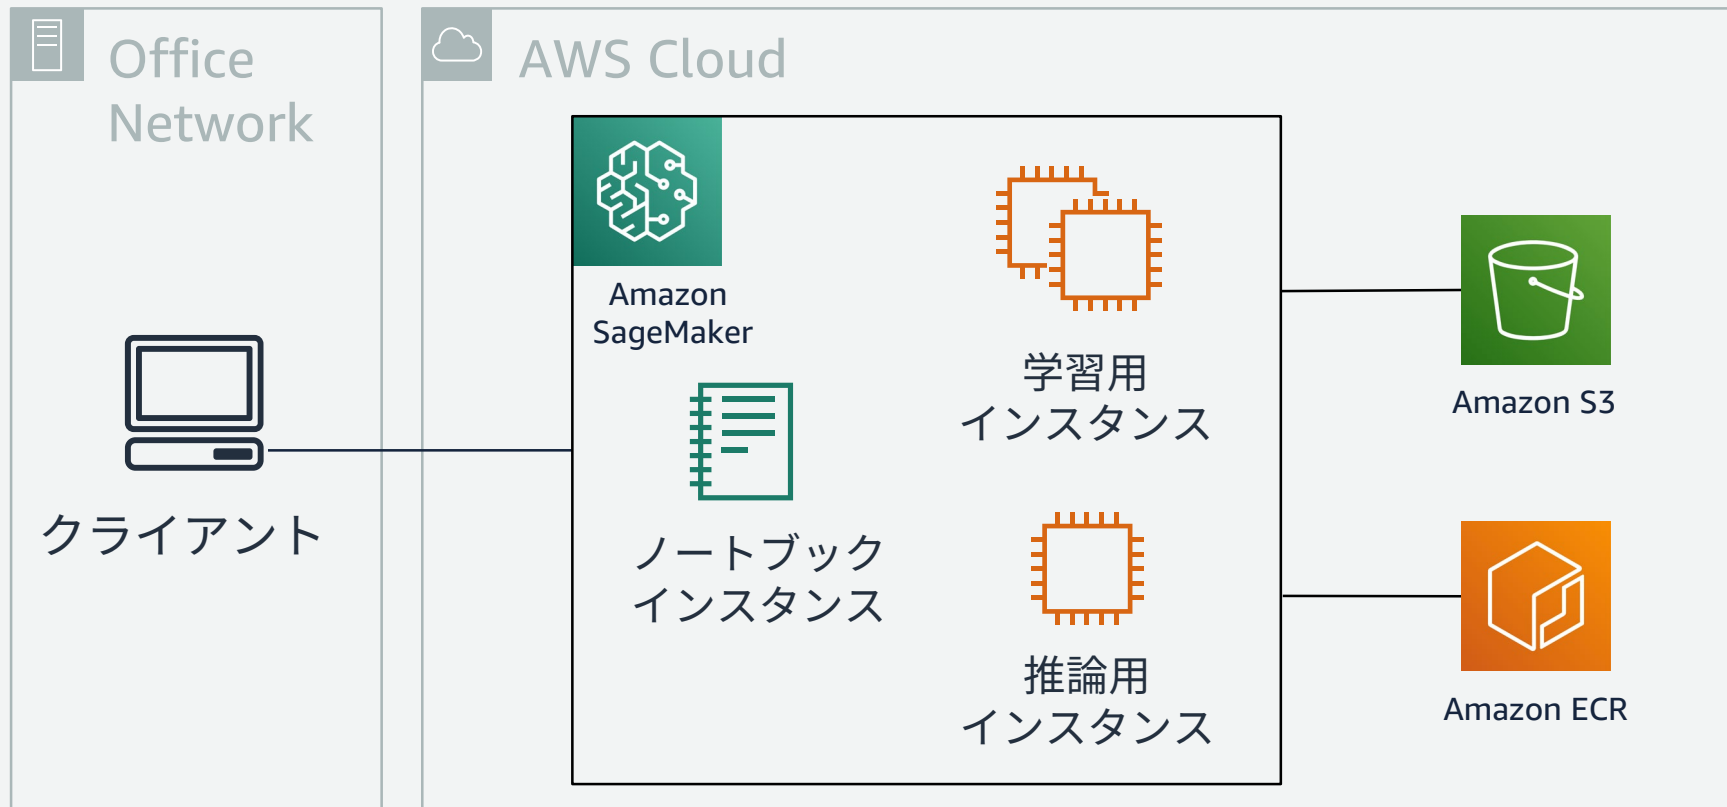 Office
Network
AWS Cloud
Amazon
SageMaker
学習用
インスタンス
Amazon S3
クライアント
ノートブック
インスタンス
推論用
インスタンス
Amazon ECR